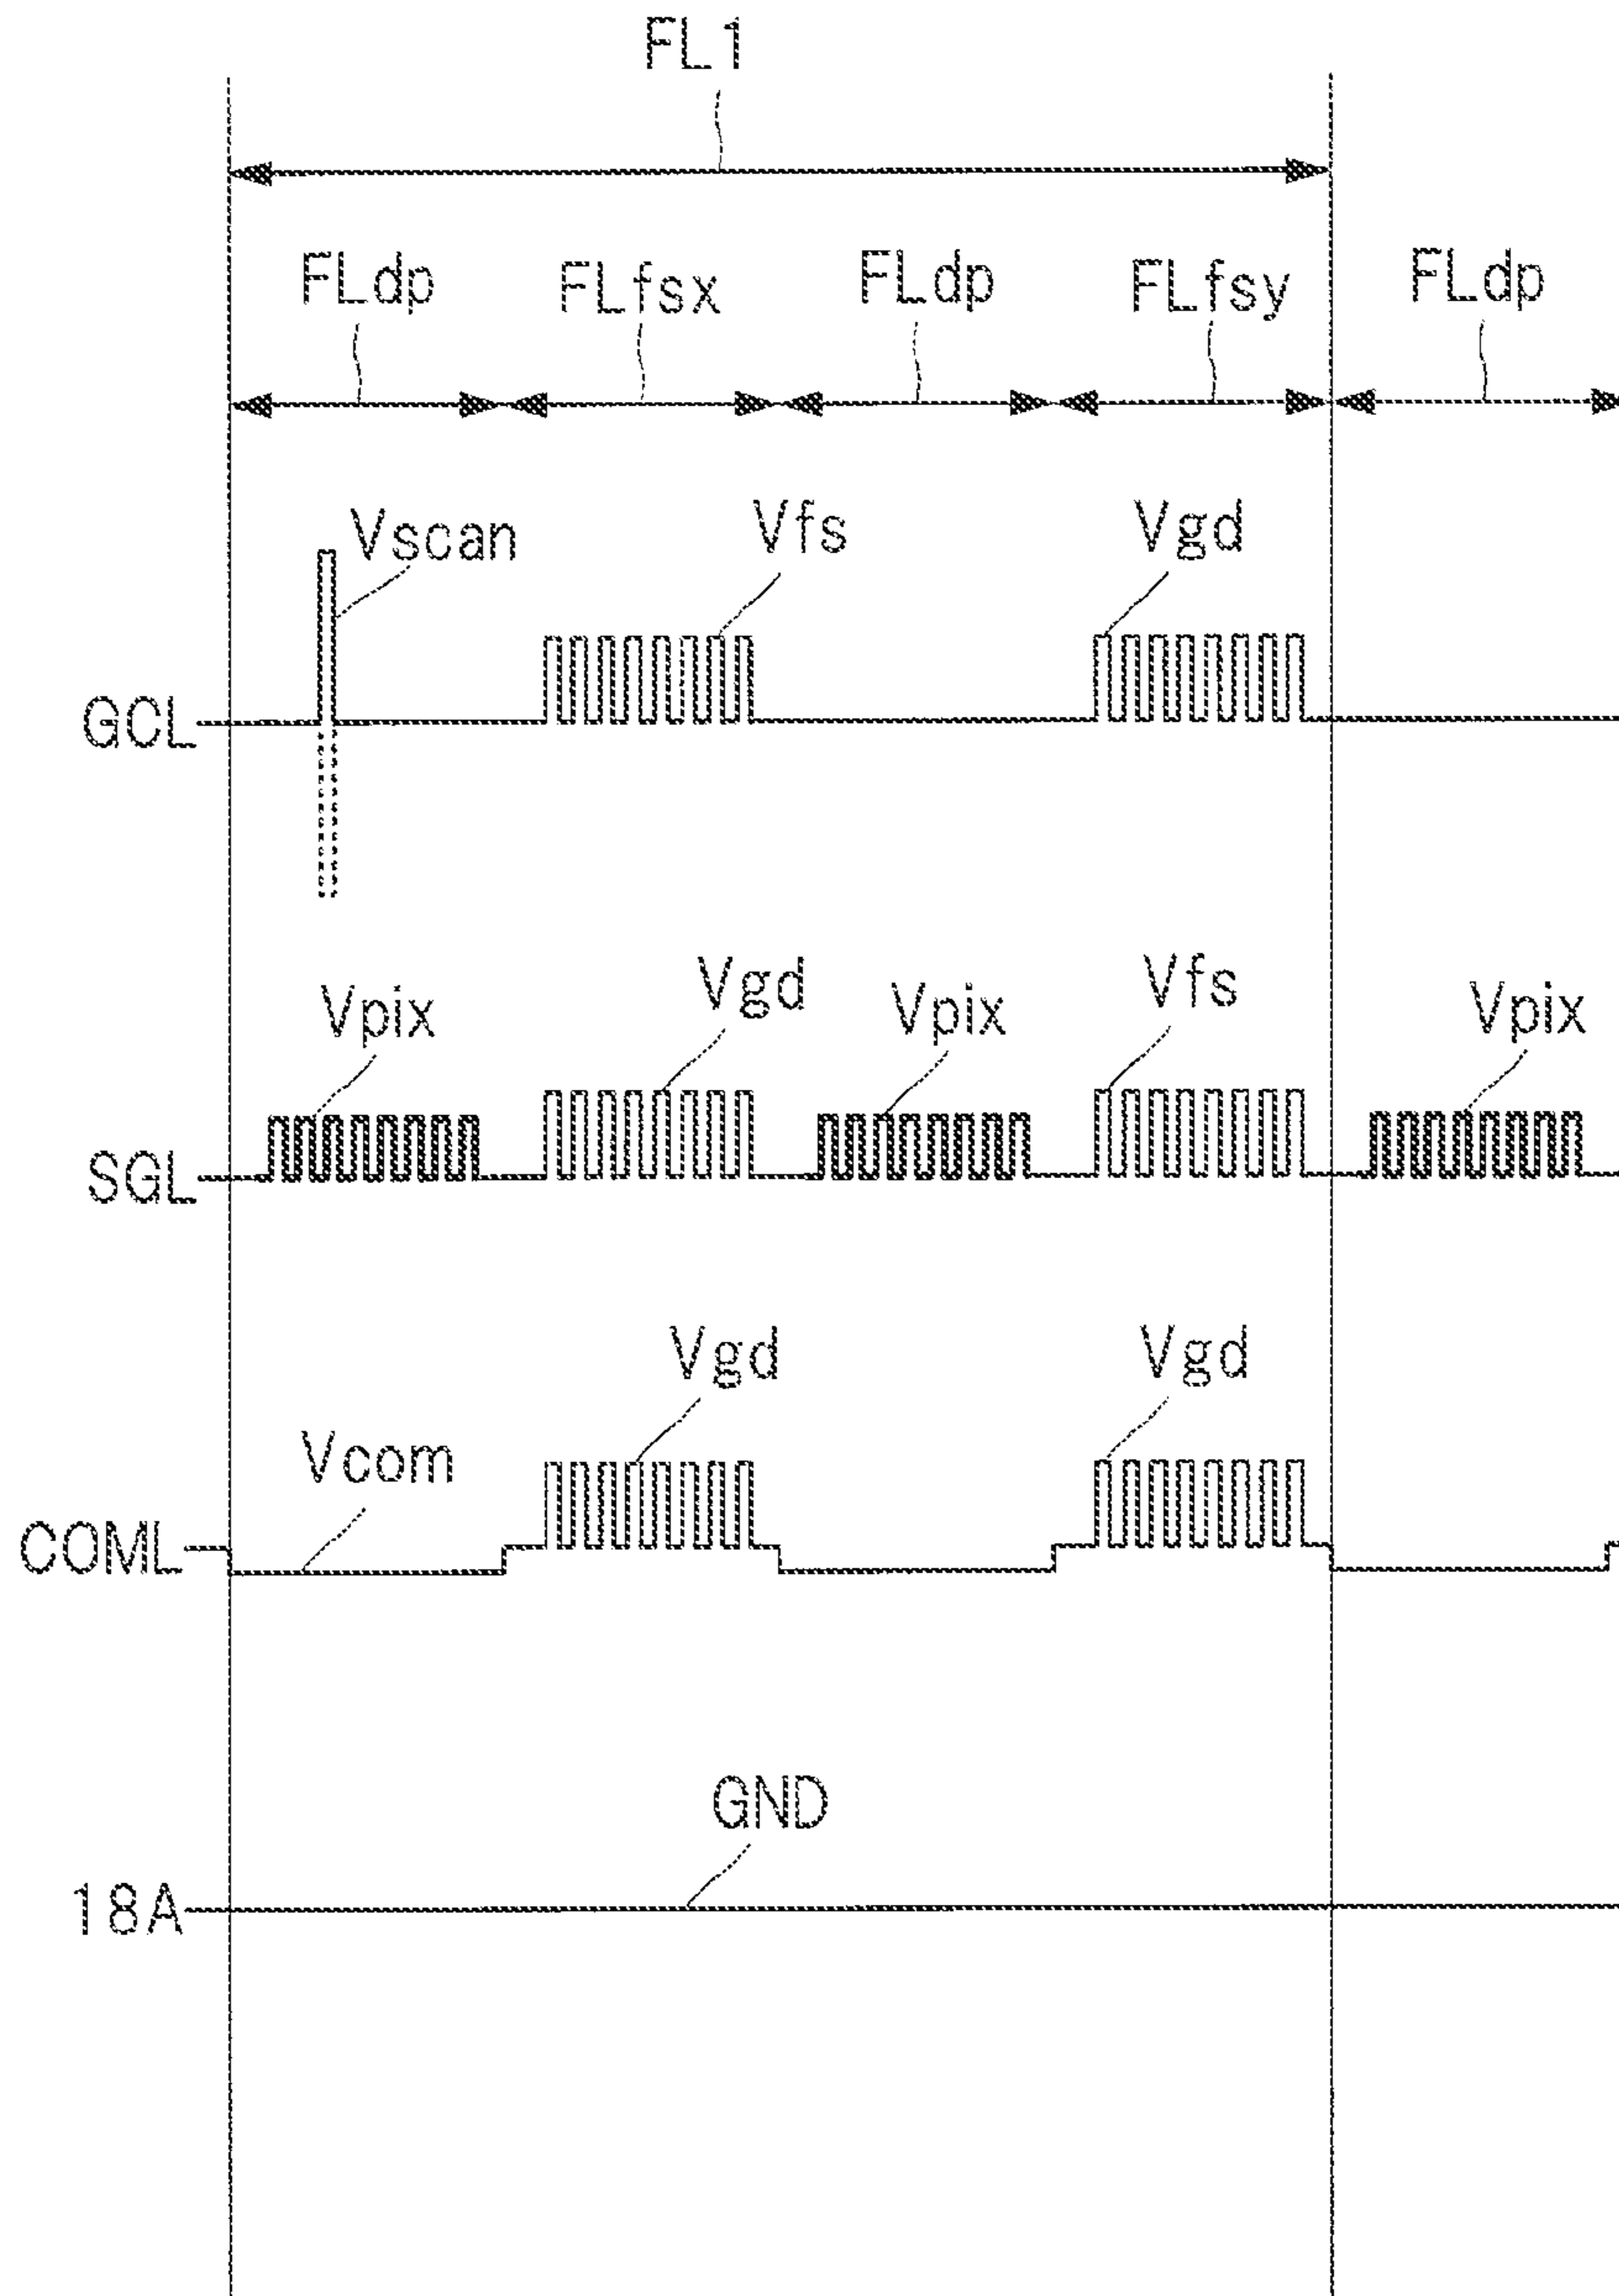 FL1
FLdp FLfsx FLdp FLfsy FLdp
Vscan Vfs Vgd
GCL
Vpix Vgd Vpix Vfs Vpix
SGL
Vgd Vgd
Vcom
COML
GND
18A